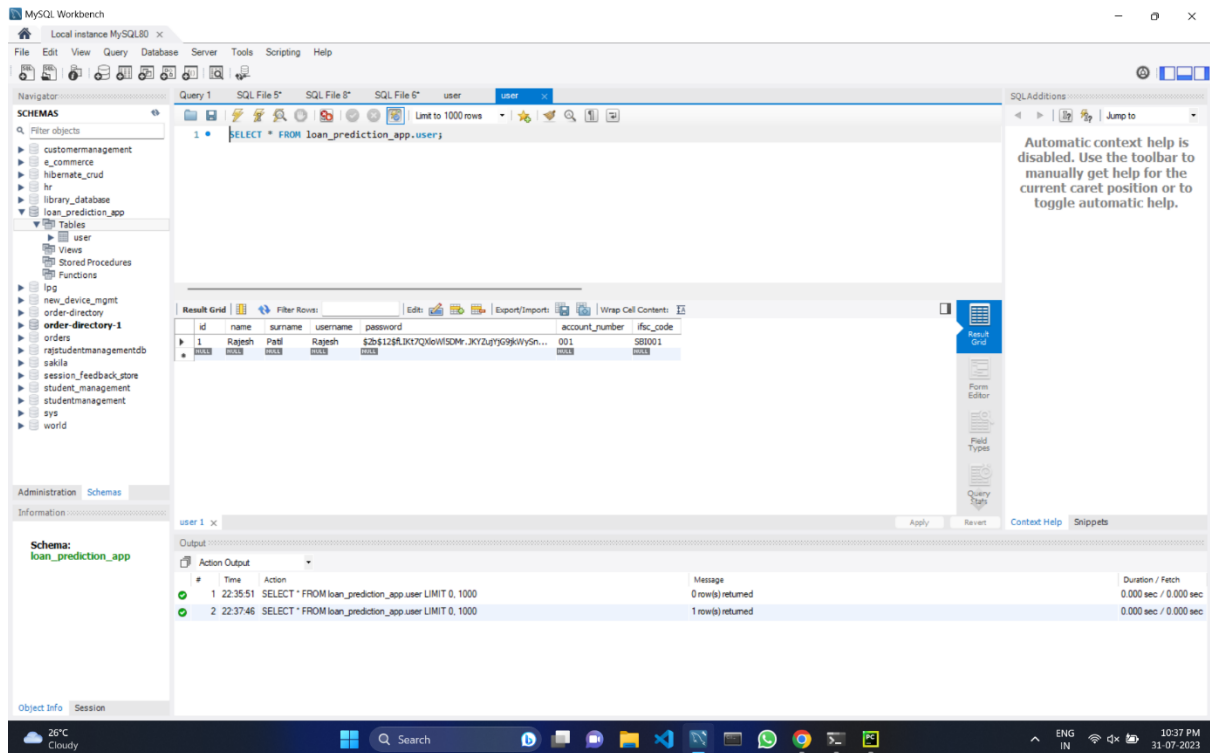 MySQL Workbench
Local instance MySQL80
File Edit View Query Database Server Tools Scripting Help
Navigator
SCHEMAS
Filter objects
customermanagement
e_commerce
hibernate_crud
hr
library_database
loan_prediction_app
Tables
user
Views
Stored Procedures
Functions
lpg
new_device_mgmt
order-directory
order-directory-1
orders
rajstudentmanagementdb
sakila
session_feedback_store
student_management
studentmanagement
sys
world
Administration Schemas
Information
Schema:
loan_prediction_app
Object Info Session
Query 1 SQL File 5* SQL File 8* SQL File 6* user user
Limit to 1000 rows
1 SELECT * FROM loan_prediction_app.user;
Result Grid Filter Rows: Edit: Export/Import: Wrap Cell Content:
id name surname username password account_number ifsc_code
1 Rajesh Patil Rajesh 001 SBI001
NULL NULL NULL NULL NULL NULL
Result
Grid
Form
Editor
Field
Types
Query
Stats
user 1 Apply Revert
Output
Action Output
# Time Action Message Duration / Fetch
1 22:35:51 SELECT * FROM loan_prediction_app.user LIMIT 0, 1000 0 row(s) returned 0.000 sec / 0.000 sec
2 22:37:46 SELECT * FROM loan_prediction_app.user LIMIT 0, 1000 1 row(s) returned 0.000 sec / 0.000 sec
SQLAdditions
Jump to
Automatic context help is
disabled. Use the toolbar to
manually get help for the
current caret position or to
toggle automatic help.
Context Help Snippets
26°C
Cloudy
Search
ENG
IN
10:37 PM
31-07-2023